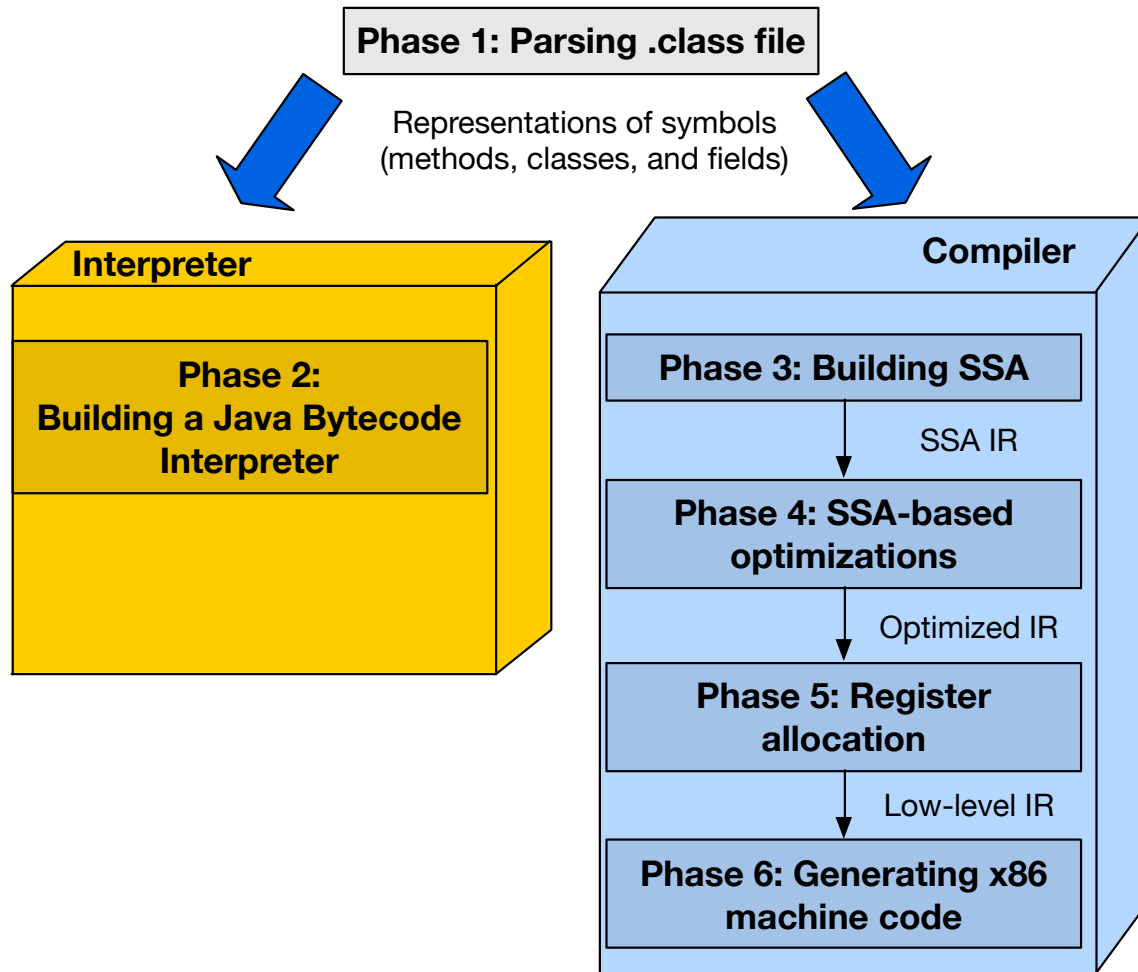 Phase 1: Parsing .class file
Representations of symbols
(methods, classes, and fields)
Interpreter
Phase 2:
Building a Java Bytecode
Interpreter
Compiler
Phase 3: Building SSA
SSA IR
Phase 4: SSA-based
optimizations
Optimized IR
Phase 5: Register
allocation
Low-level IR
Phase 6: Generating x86
machine code